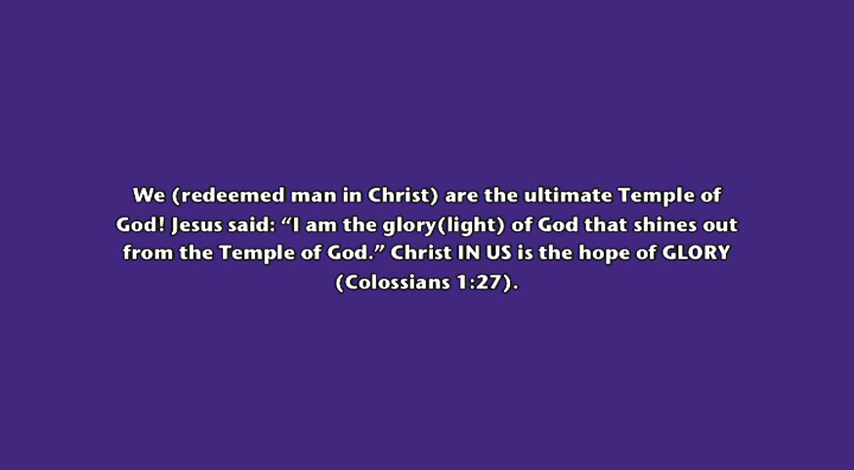 We (redeemed man in Christ) are the ultimate Temple of
God! Jesus said: “I am the glory(light) of God that shines out
from the Temple of God.” Christ IN US is the hope of GLORY
(Colossians 1:27).